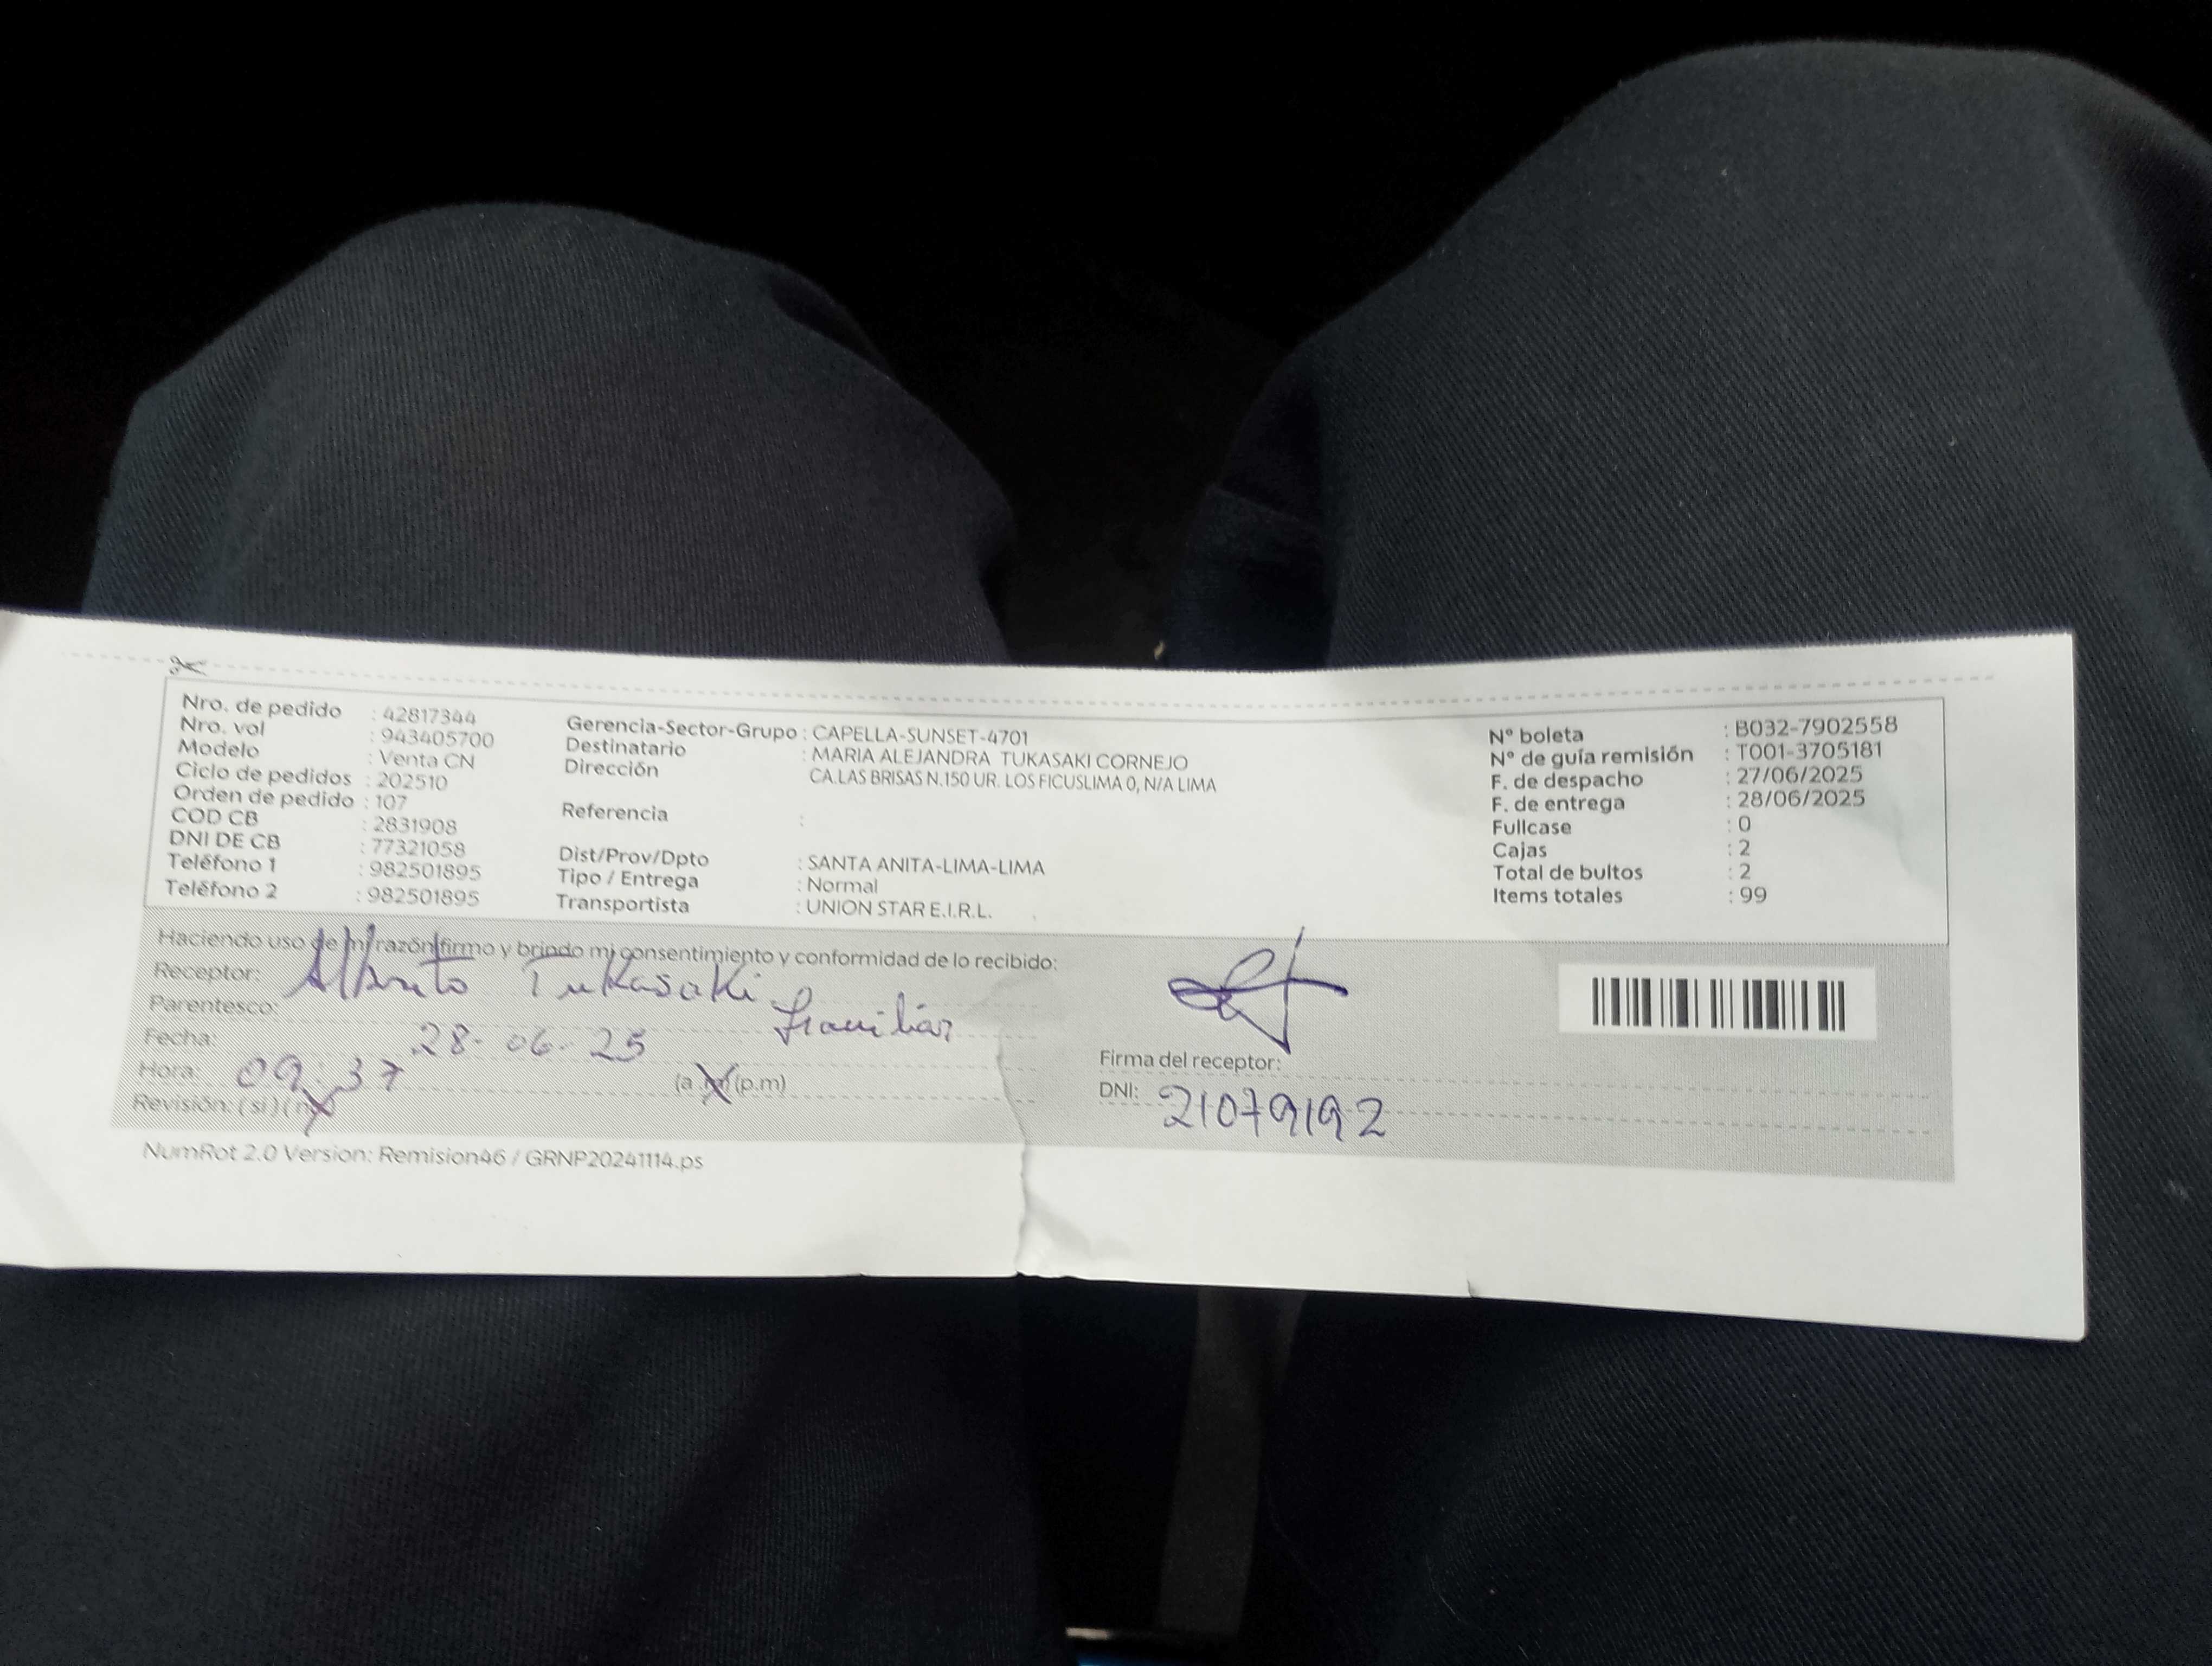 Nro. de pedido : 42817344
Nro. vol : 943405700
Modelo : Venta CN
Ciclo de pedidos : 202510
Orden de pedido : 107
COD CB : 2831908
DNI DE CB : 77321058
Teléfono 1 : 982501895
Teléfono 2 : 982501895
Gerencia-Sector-Grupo : CAPELLA-SUNSET-4701
Destinatario : MARIA ALEJANDRA TUKASAKI CORNEJO
Dirección CA.LAS BRISAS N.150 UR. LOS FICUSLIMA 0, N/A LIMA
Referencia :
Dist/Prov/Dpto : SANTA ANITA-LIMA-LIMA
Tipo / Entrega : Normal
Transportista : UNION STAR E.I.R.L.
N° boleta : B032-7902558
N° de guía remisión : T001-3705181
F. de despacho : 27/06/2025
F. de entrega : 28/06/2025
Fullcase : 0
Cajas : 2
Total de bultos : 2
Items totales : 99
Haciendo uso de mi razón firmo y brindo mi consentimiento y conformidad de lo recibido:
Receptor: Alberto Tukasaki
Parentesco: Familiar
Fecha: 28-06-25
Hora: 09:37 (a.m) (p.m)
Revisión: (si) (no)
Firma del receptor:
DNI: 21079192
NumRot 2.0 Version: Remision46 / GRNP20241114.ps